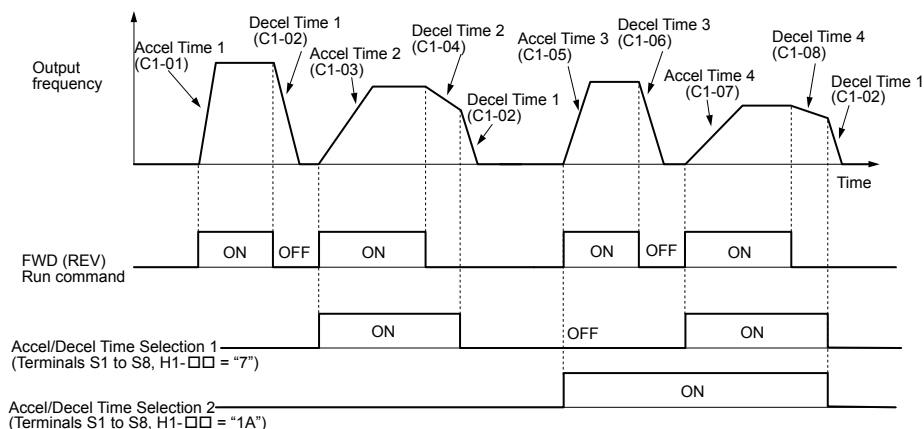 Accel Time 1
(C1-01)
Decel Time 1
(C1-02)
Accel Time 2
(C1-03)
Decel Time 2
(C1-04)
Decel Time 1
(C1-02)
Accel Time 3
(C1-05)
Decel Time 3
(C1-06)
Accel Time 4
(C1-07)
Decel Time 4
(C1-08)
Decel Time 1
(C1-02)
Output
frequency
Time
FWD (REV)
Run command
ON
OFF
ON
ON
OFF
ON
Accel/Decel Time Selection 1
(Terminals S1 to S8, H1-□□ = “7”)
ON
OFF
ON
Accel/Decel Time Selection 2
(Terminals S1 to S8, H1-□□ = “1A”)
ON